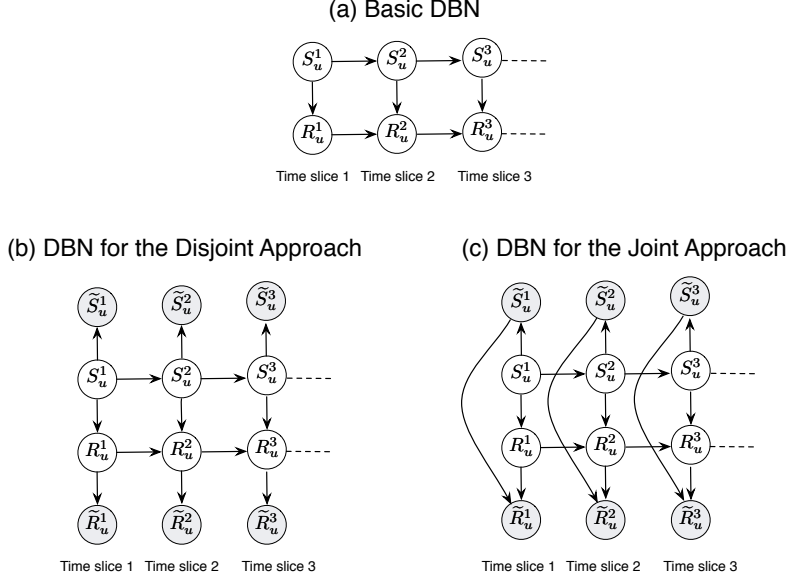 (a) Basic DBN
S_u^1 S_u^2 S_u^3
R_u^1 R_u^2 R_u^3
Time slice 1 Time slice 2 Time slice 3
(b) DBN for the Disjoint Approach
S̃_u^1 S̃_u^2 S̃_u^3
S_u^1 S_u^2 S_u^3
R_u^1 R_u^2 R_u^3
R̃_u^1 R̃_u^2 R̃_u^3
Time slice 1 Time slice 2 Time slice 3
(c) DBN for the Joint Approach
S̃_u^1 S̃_u^2 S̃_u^3
S_u^1 S_u^2 S_u^3
R_u^1 R_u^2 R_u^3
R̃_u^1 R̃_u^2 R̃_u^3
Time slice 1 Time slice 2 Time slice 3